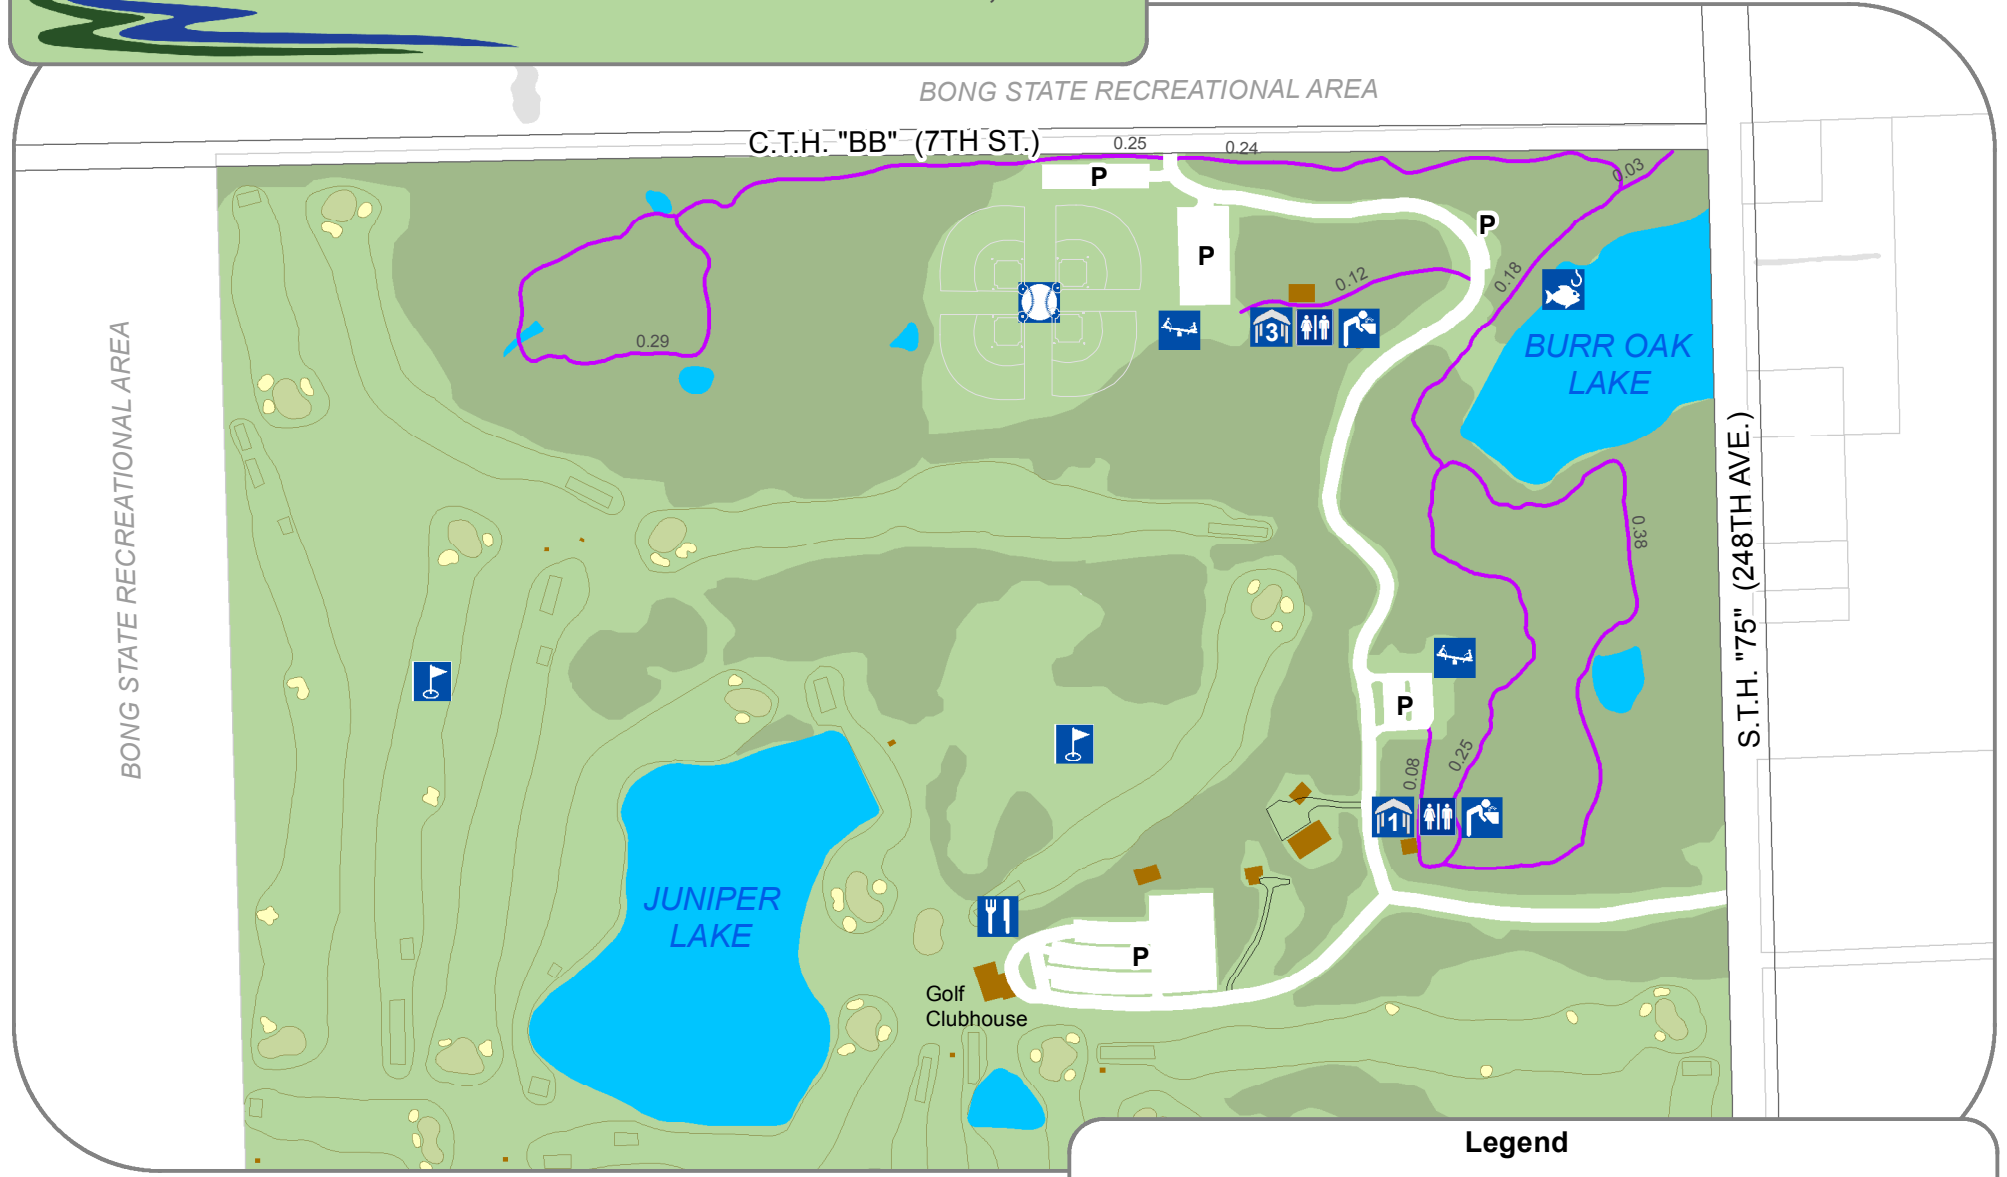 BONG STATE RECREATIONAL AREA
C.T.H. "BB" (7TH ST.)
0.25
0.24
0.03
P
P
P
0.18
0.12
3
0.29
BURR OAK
LAKE
BONG STATE RECREATIONAL AREA
S.T.H. "75" (248TH AVE.)
0.38
P
0.25
0.08
1
JUNIPER
LAKE
P
Golf
Clubhouse
Legend